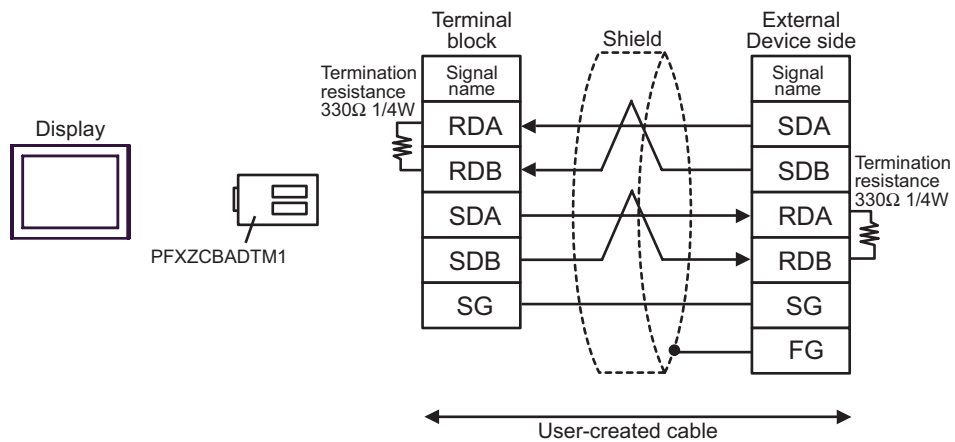 Display
PFXZCBADTM1
Termination
resistance
330Ω 1/4W
Terminal
block
Signal
name
RDA
RDB
SDA
SDB
SG
Shield
External
Device side
Signal
name
SDA
SDB
RDA
RDB
SG
FG
Termination
resistance
330Ω 1/4W
User-created cable